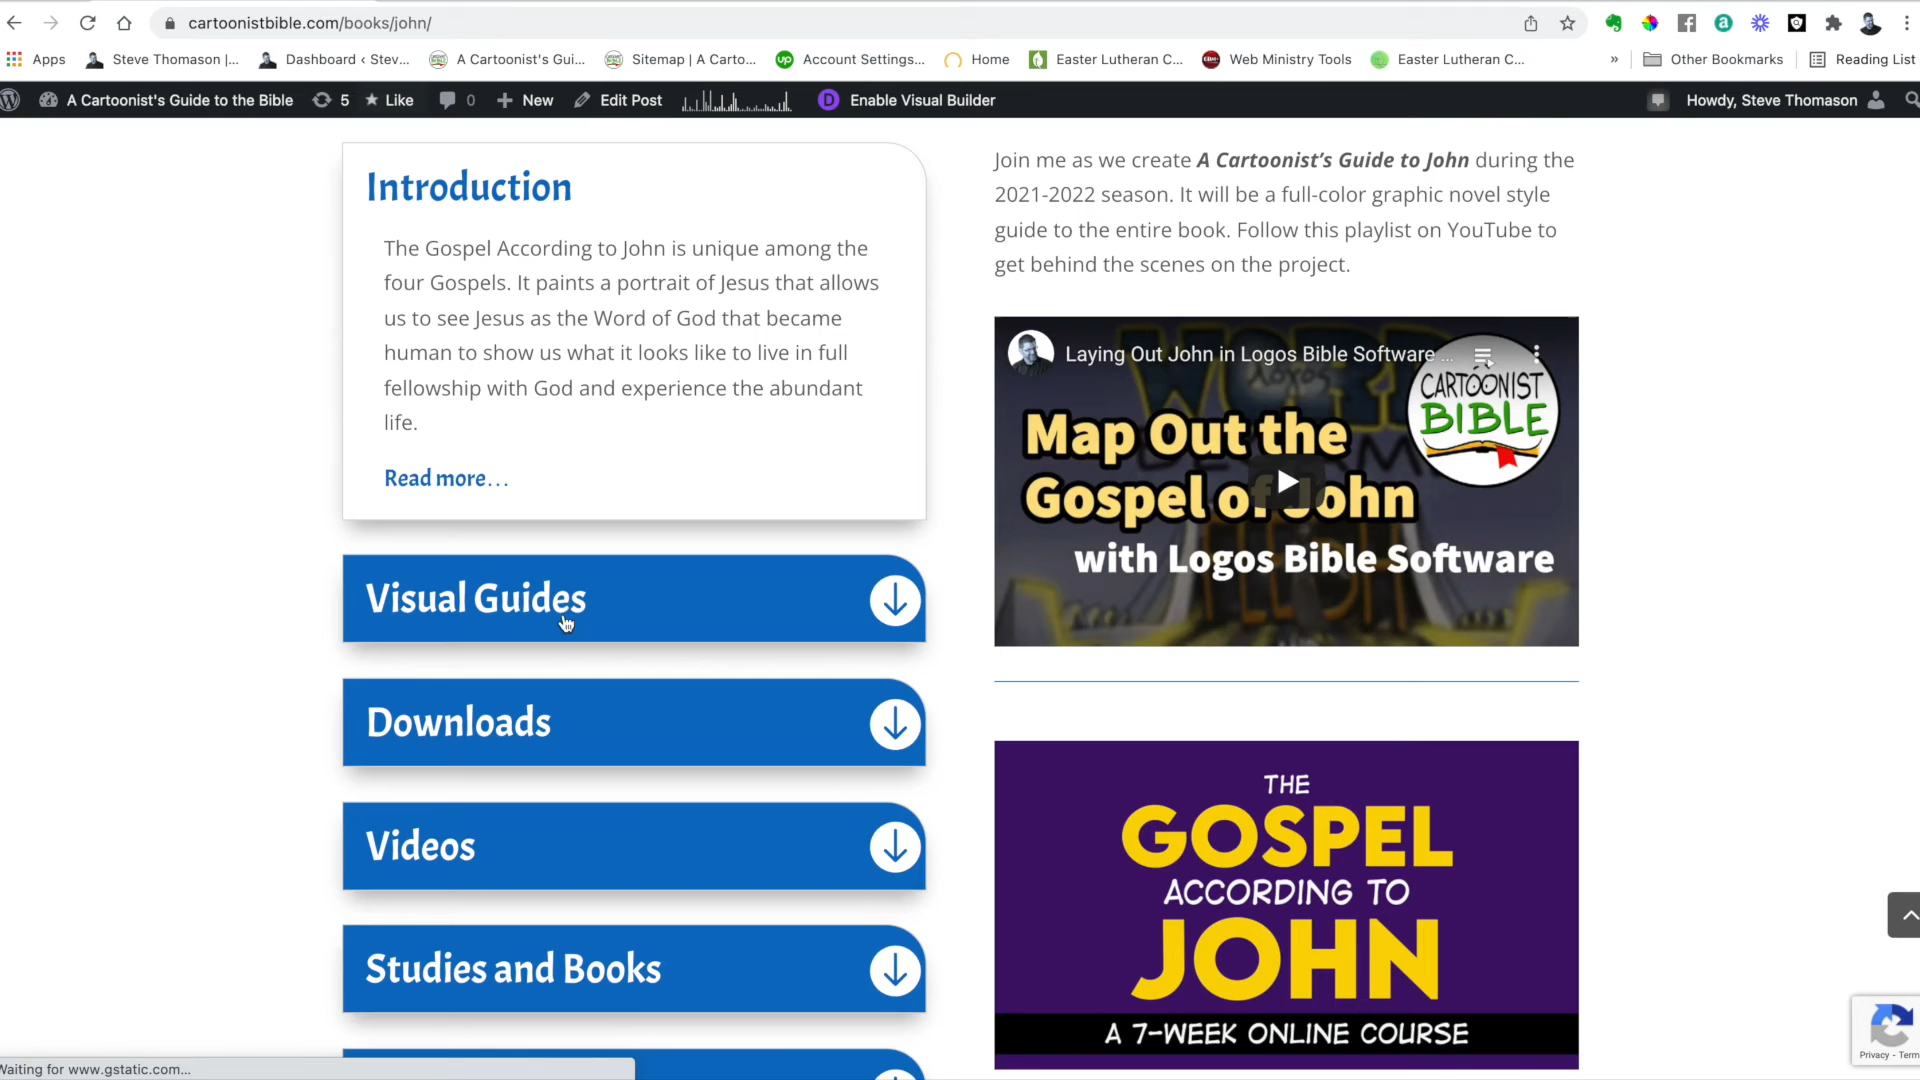 cartoonistbible.com/books/john/
Apps
Steve Thomason |...
Dashboard ‹ Stev...
A Cartoonist's Gui...
Sitemap | A Carto...
Account Settings...
Home
Easter Lutheran C...
Web Ministry Tools
Easter Lutheran C...
»
Other Bookmarks
Reading List
A Cartoonist's Guide to the Bible
5
Like
0
New
Edit Post
Enable Visual Builder
Howdy, Steve Thomason
Introduction
The Gospel According to John is unique among the
four Gospels. It paints a portrait of Jesus that allows
us to see Jesus as the Word of God that became
human to show us what it looks like to live in full
fellowship with God and experience the abundant
life.
Read more…
Visual Guides
Downloads
Videos
Studies and Books
Join me as we create A Cartoonist’s Guide to John during the
2021-2022 season. It will be a full-color graphic novel style
guide to the entire book. Follow this playlist on YouTube to
get behind the scenes on the project.
Laying Out John in Logos Bible Software ...
CARTOONIST
BIBLE
Map Out the
Gospel of John
with Logos Bible Software
THE
GOSPEL
ACCORDING TO
JOHN
A 7-WEEK ONLINE COURSE
Privacy - Term
Waiting for www.gstatic.com...